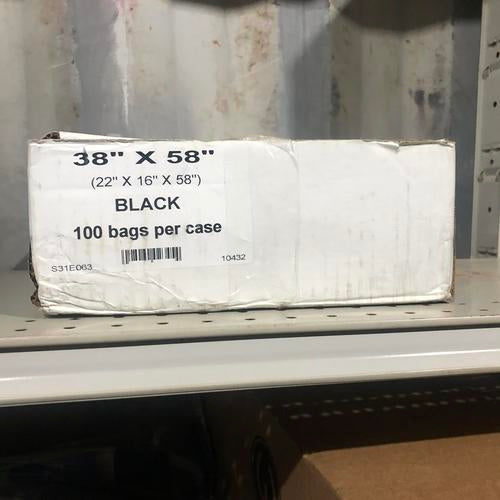 38" X 58"
(22" X 16" X 58")
BLACK
100 bags per case
S31E063 10432